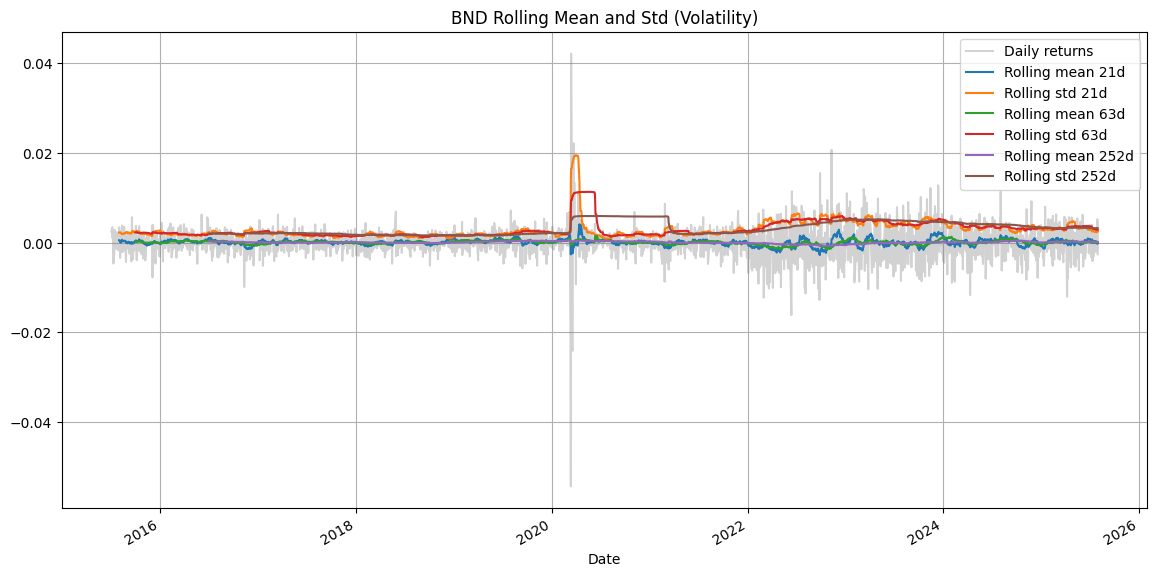 BND Rolling Mean and Std (Volatility)
Daily returns
Rolling mean 21d
Rolling std 21d
Rolling mean 63d
Rolling std 63d
Rolling mean 252d
Rolling std 252d
0.04
0.02
0.00
−0.02
−0.04
2016
2018
2020
2022
2024
2026
Date